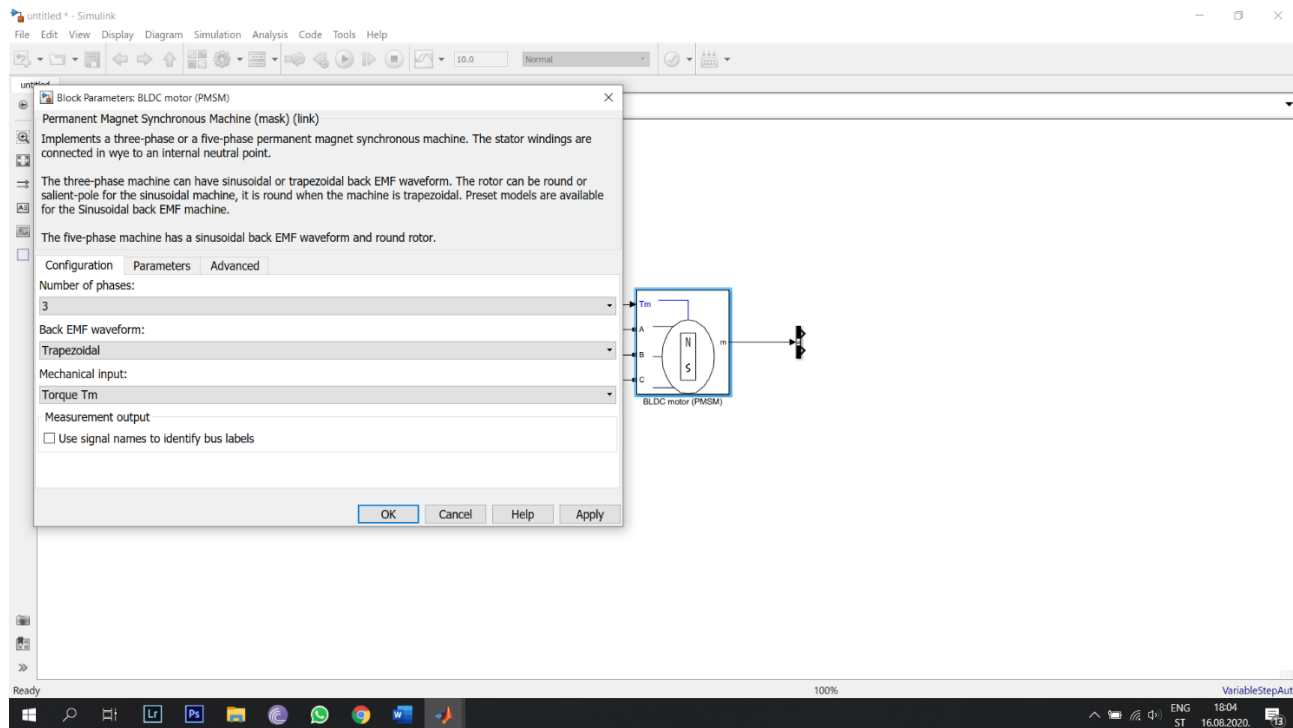 untitled * - Simulink
File Edit View Display Diagram Simulation Analysis Code Tools Help
10.0 Normal
Block Parameters: BLDC motor (PMSM)
Permanent Magnet Synchronous Machine (mask) (link)
Implements a three-phase or a five-phase permanent magnet synchronous machine. The stator windings are
connected in wye to an internal neutral point.
The three-phase machine can have sinusoidal or trapezoidal back EMF waveform. The rotor can be round or
salient-pole for the sinusoidal machine, it is round when the machine is trapezoidal. Preset models are available
for the Sinusoidal back EMF machine.
The five-phase machine has a sinusoidal back EMF waveform and round rotor.
Configuration Parameters Advanced
Number of phases:
3
Back EMF waveform:
Trapezoidal
Mechanical input:
Torque Tm
Measurement output
Use signal names to identify bus labels
OK Cancel Help Apply
Tm
A
B
C
N
S
m
BLDC motor (PMSM)
Ready 100% VariableStepAut
Lr Ps W
ENG 18:04
ST 16.08.2020.
13